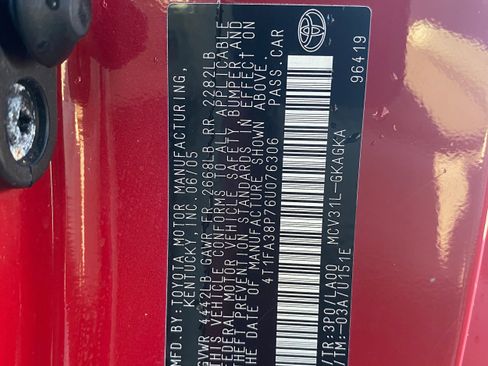 MFD. BY:TOYOTA MOTOR MANUFACTURING,
KENTUCKY, INC. 06/05
GVWR 4442LB GAWR FR 2668LB RR 2282LB
THIS VEHICLE CONFORMS TO ALL APPLICABLE
FEDERAL MOTOR VEHICLE SAFETY, BUMPER AND
THEFT PREVENTION STANDARDS IN EFFECT ON
THE DATE OF MANUFACTURE SHOWN ABOVE.
4T1FA38P76U076306 PASS. CAR
C/TR:3P0/LA00 MCV31L-GKAGKA
A/TM:-03A/U151E
96419